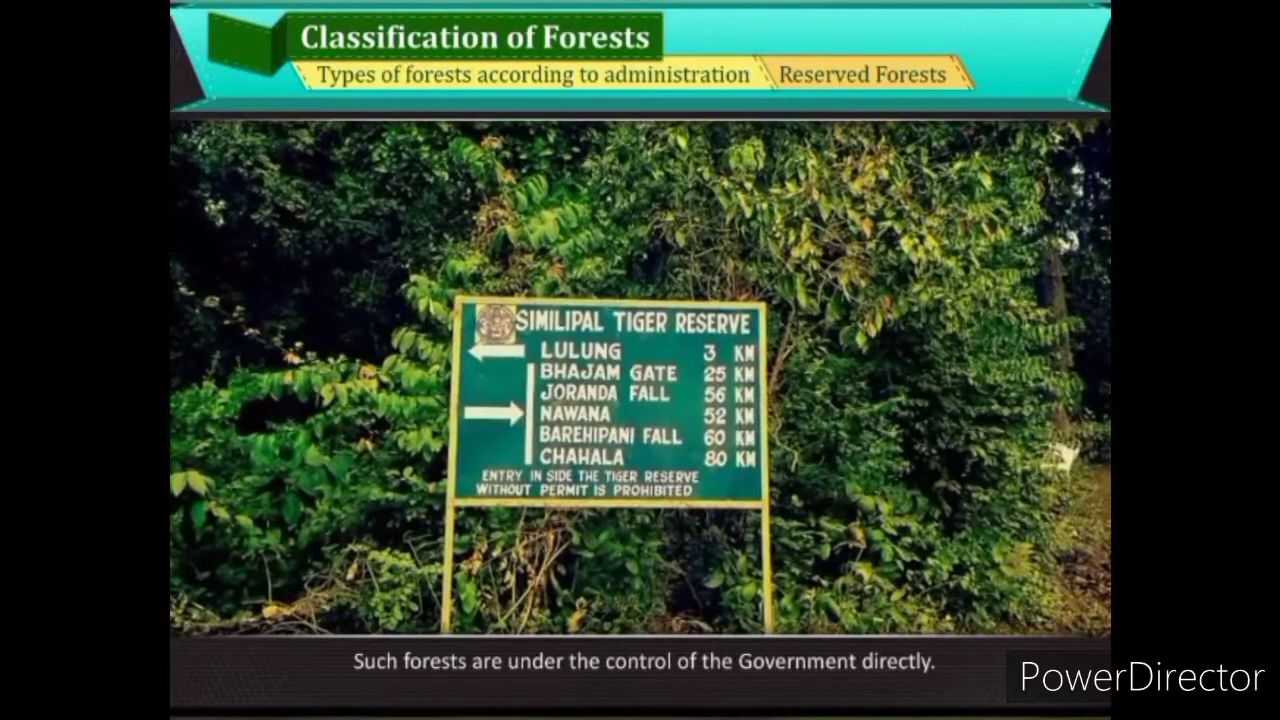 Classification of Forests
Types of forests according to administration Reserved Forests
SIMILIPAL TIGER RESERVE
LULUNG 3 KM
BHAJAM GATE 25 KM
JORANDA FALL 56 KM
NAWANA 52 KM
BAREHIPANI FALL 60 KM
CHAHALA 80 KM
ENTRY IN SIDE THE TIGER RESERVE
WITHOUT PERMIT IS PROHIBITED
Such forests are under the control of the Government directly.
PowerDirector